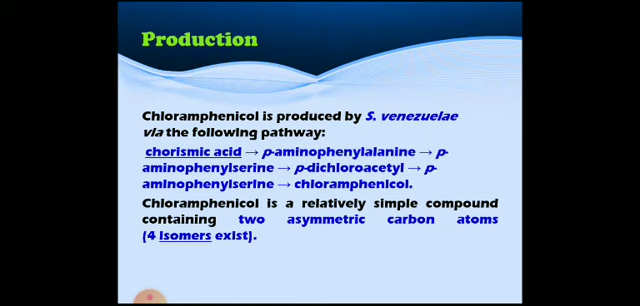 Production
Chloramphenicol is produced by S. venezuelae
via the following pathway:
chorismic acid → p-aminophenylalanine → p-
aminophenylserine → p-dichloroacetyl → p-
aminophenylserine → chloramphenicol.
Chloramphenicol is a relatively simple compound
containing two asymmetric carbon atoms
(4 isomers exist).